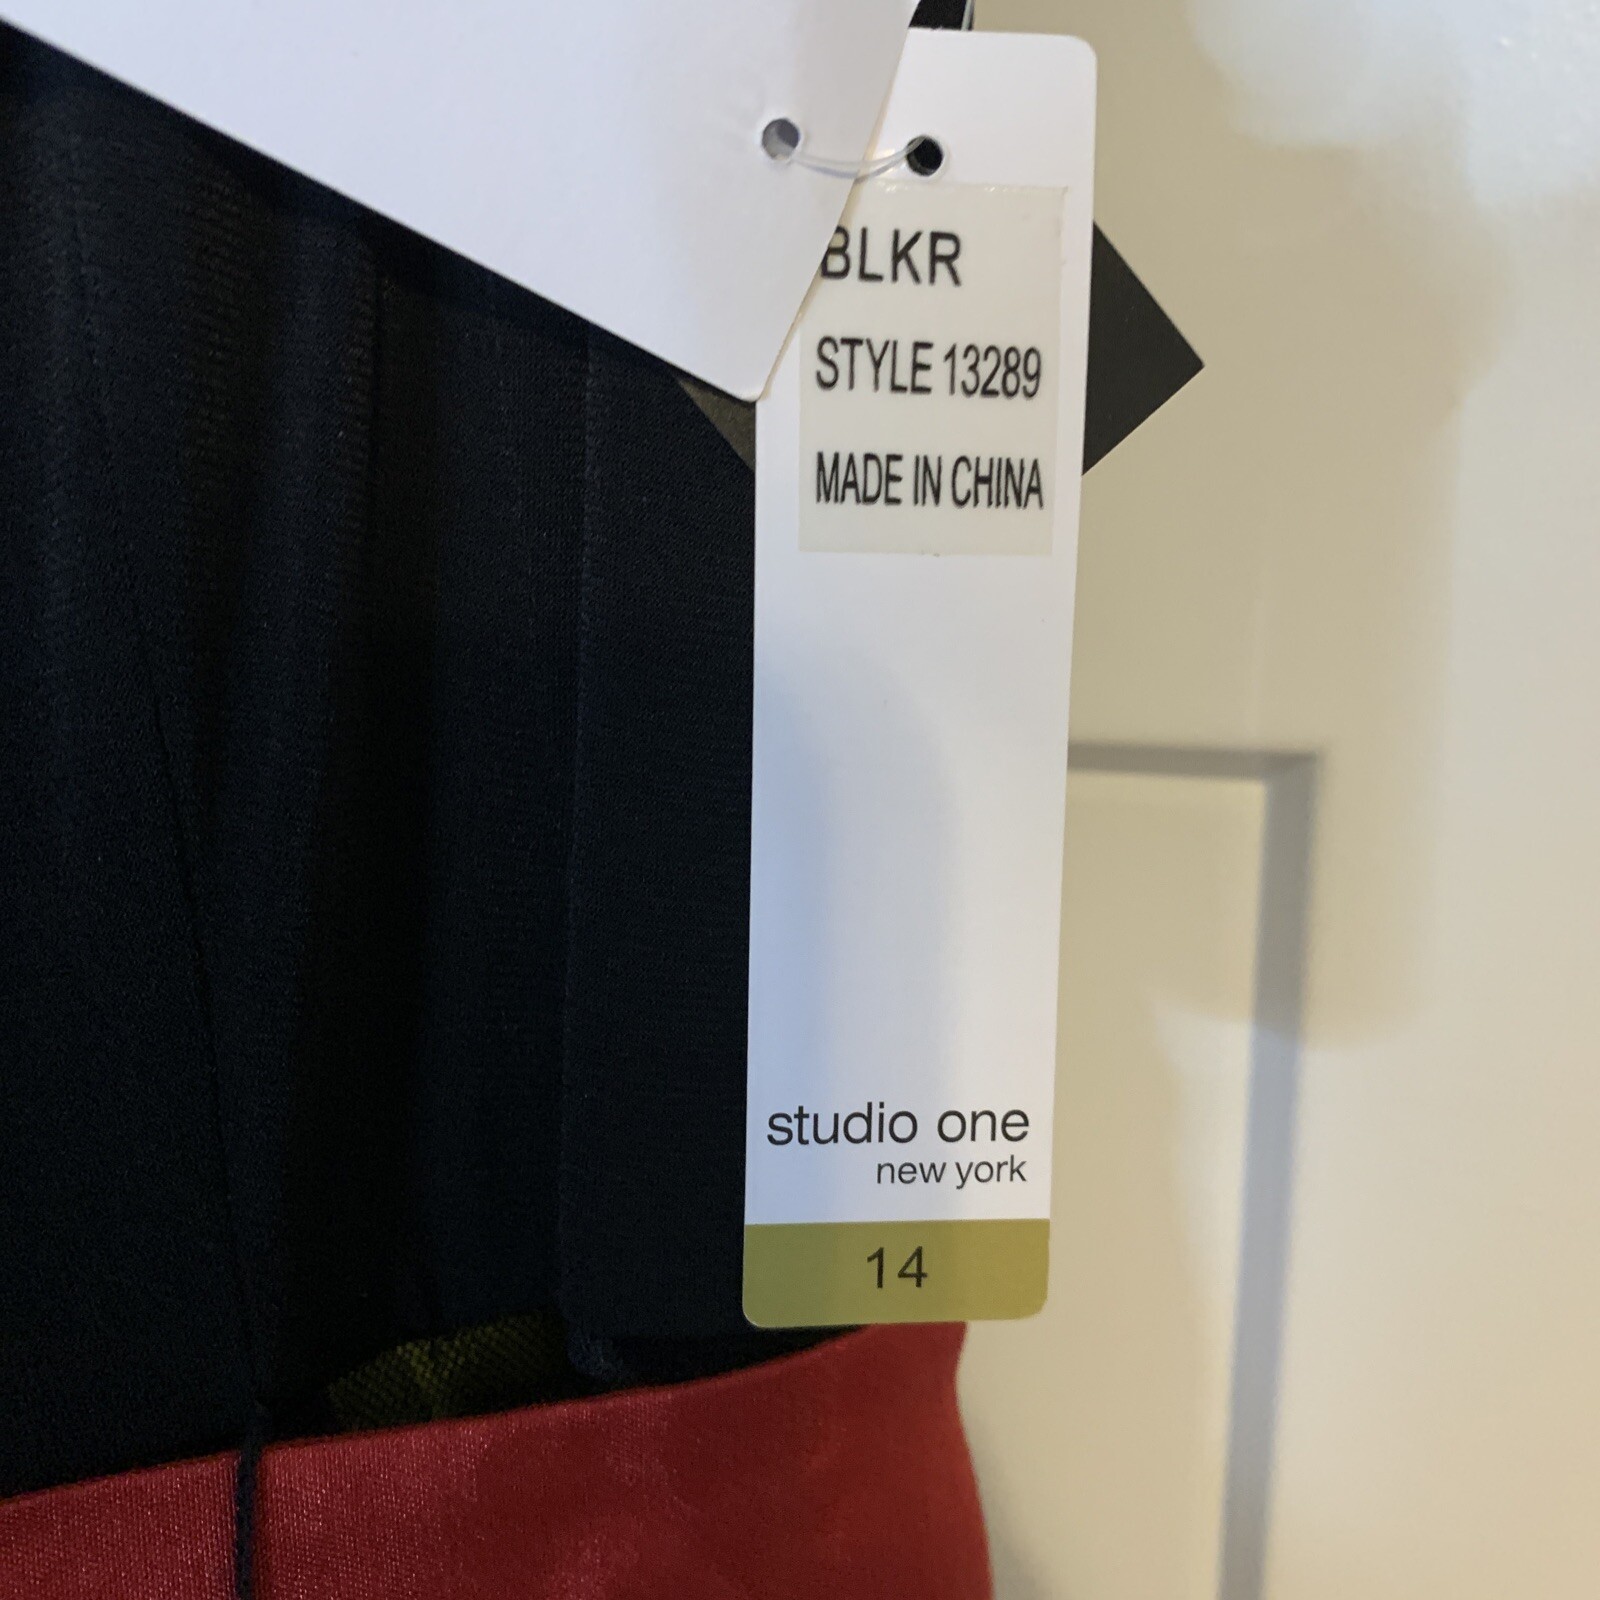 BLKR
STYLE 13289
MADE IN CHINA
studio one
new york
14